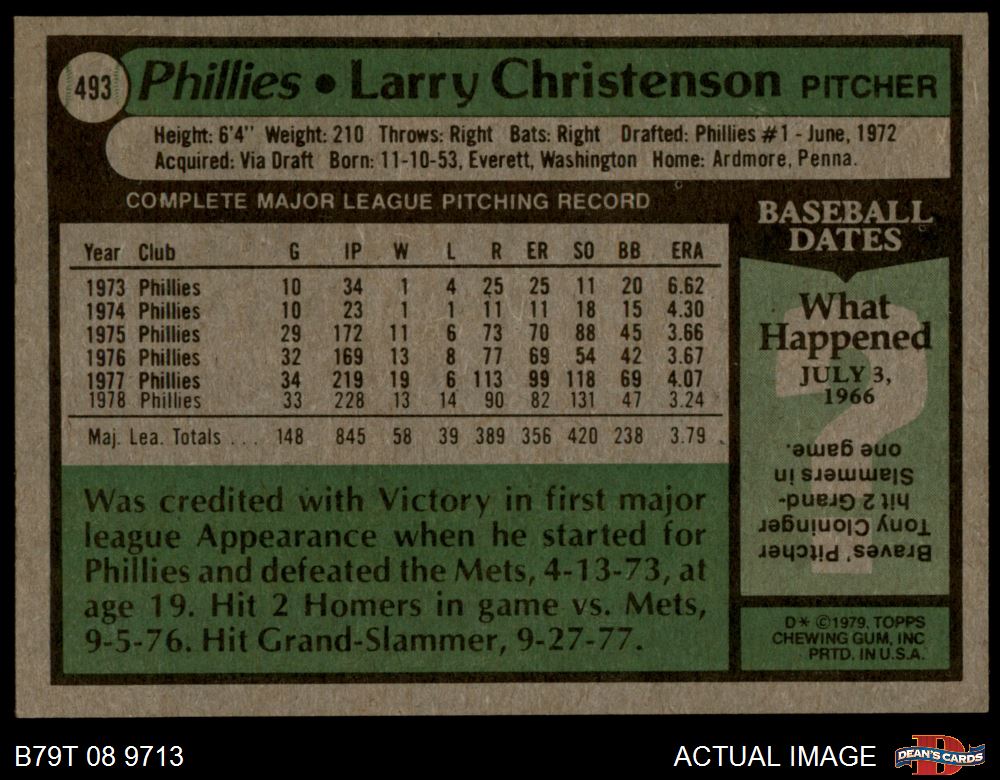 493 Phillies • Larry Christenson PITCHER
Height: 6'4" Weight: 210 Throws: Right Bats: Right Drafted: Phillies #1 - June, 1972
Acquired: Via Draft Born: 11-10-53, Everett, Washington Home: Ardmore, Penna.
COMPLETE MAJOR LEAGUE PITCHING RECORD
Year Club G IP W L R ER SO BB ERA
1973 Phillies 10 34 1 4 25 25 11 20 6.62
1974 Phillies 10 23 1 1 11 11 18 15 4.30
1975 Phillies 29 172 11 6 73 70 88 45 3.66
1976 Phillies 32 169 13 8 77 69 54 42 3.67
1977 Phillies 34 219 19 6 113 99 118 69 4.07
1978 Phillies 33 228 13 14 90 82 131 47 3.24
Maj. Lea. Totals . . . 148 845 58 39 389 356 420 238 3.79
Was credited with Victory in first major
league Appearance when he started for
Phillies and defeated the Mets, 4-13-73, at
age 19. Hit 2 Homers in game vs. Mets,
9-5-76. Hit Grand-Slammer, 9-27-77.
BASEBALL
DATES
What
Happened
JULY 3,
1966
?
Braves' Pitcher
Tony Cloninger
hit 2 Grand-
Slammers in
one game.
D* ©1979, TOPPS
CHEWING GUM, INC
PRTD. IN U.S.A.
B79T 08 9713
ACTUAL IMAGE
D
DEAN'S CARDS